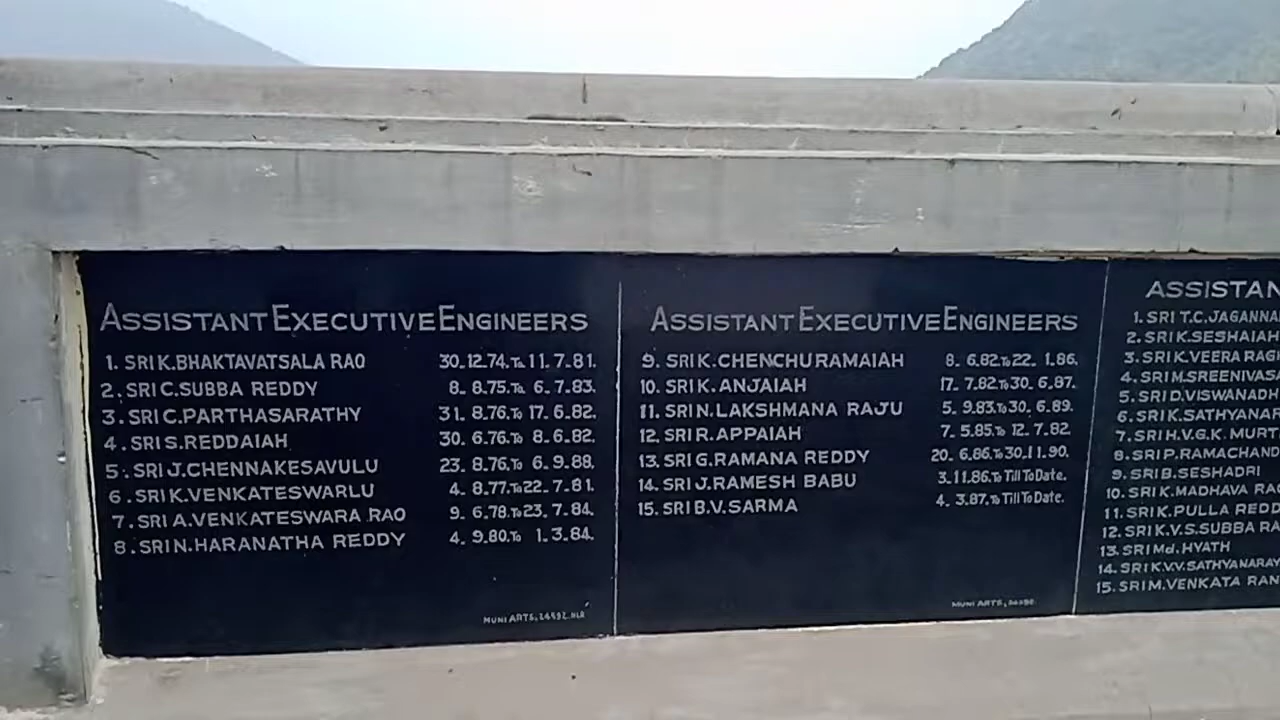 ASSISTANT EXECUTIVE ENGINEERS
1. SRI K.BHAKTAVATSALA RAO 30.12.74.To 11.7.81.
2. SRI C.SUBBA REDDY 8. 8.75.To 6.7.83.
3. SRI C.PARTHASARATHY 31. 8.76.To 17.6.82.
4. SRI S.REDDAIAH 30. 6.76.To 8.6.82.
5. SRI J.CHENNAKESAVULU 23. 8.76.To 6.9.88.
6. SRI K.VENKATESWARLU 4. 8.77.To 22.7.81.
7. SRI A.VENKATESWARA RAO 9. 6.78.To 23.7.84.
8. SRI N.HARANATHA REDDY 4. 9.80.To 1.3.84.
MUNI ARTS,
ASSISTANT EXECUTIVE ENGINEERS
9. SRI K.CHENCHURAMAIAH 8. 6.82.To 22. 1.86.
10. SRI K.ANJAIAH 17. 7.82.To 30. 6.87.
11. SRI N.LAKSHMANA RAJU 5. 9.83.To 30. 6.89.
12. SRI R.APPAIAH 7. 5.85.To 12. 7.82.
13. SRI G.RAMANA REDDY 20. 6.86.To 30.11.90.
14. SRI J.RAMESH BABU 3.11.86.To Till To Date.
15. SRI B.V.SARMA 4. 3.87.To Till To Date.
MUNI ARTS,
ASSISTAN
1. SRI T.C.JAGANNA
2. SRI K.SESHAIAH
3. SRI K.VEERA RAG
4. SRI M.SREENIVASA
5. SRI D.VISWANADH
6. SRI K.SATHYANAR
7. SRI H.V.G.K. MURT
8. SRI P.RAMACHAND
9. SRI B.SESHADRI
10. SRI K.MADHAVA RAO
11. SRI K.PULLA REDD
12. SRI K.V.S.SUBBA RA
13. SRI Md. HYATH
14. SRI K.V.V.SATHYANARAY
15. SRI M.VENKATA RAN